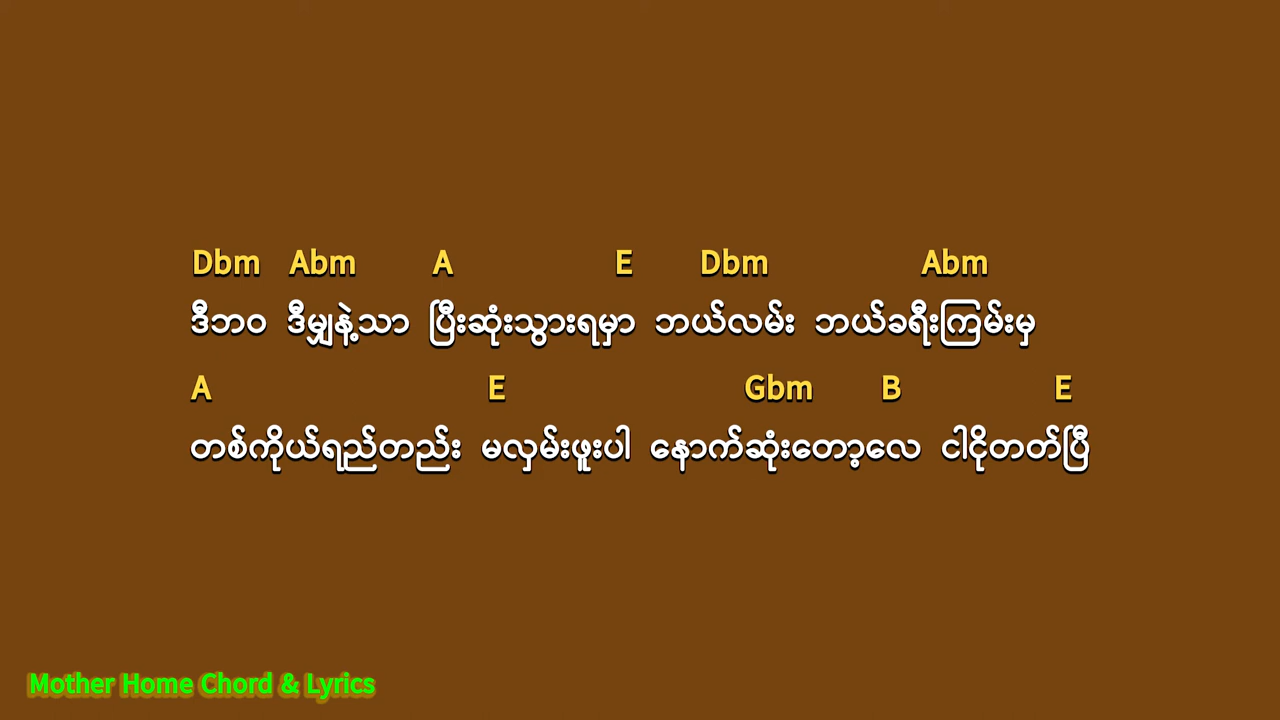 Dbm Abm A E Dbm Abm
ဒီဘဝ ဒီမျှနဲ့သာ ပြီးဆုံးသွားရမှာ ဘယ်လမ်း ဘယ်ခရီးကြမ်းမှ
A E Gbm B E
တစ်ကိုယ်ရည်တည်း မလှမ်းဖူးပါ နောက်ဆုံးတော့လေ ငါငိုတတ်ပြီ
Mother Home Chord & Lyrics